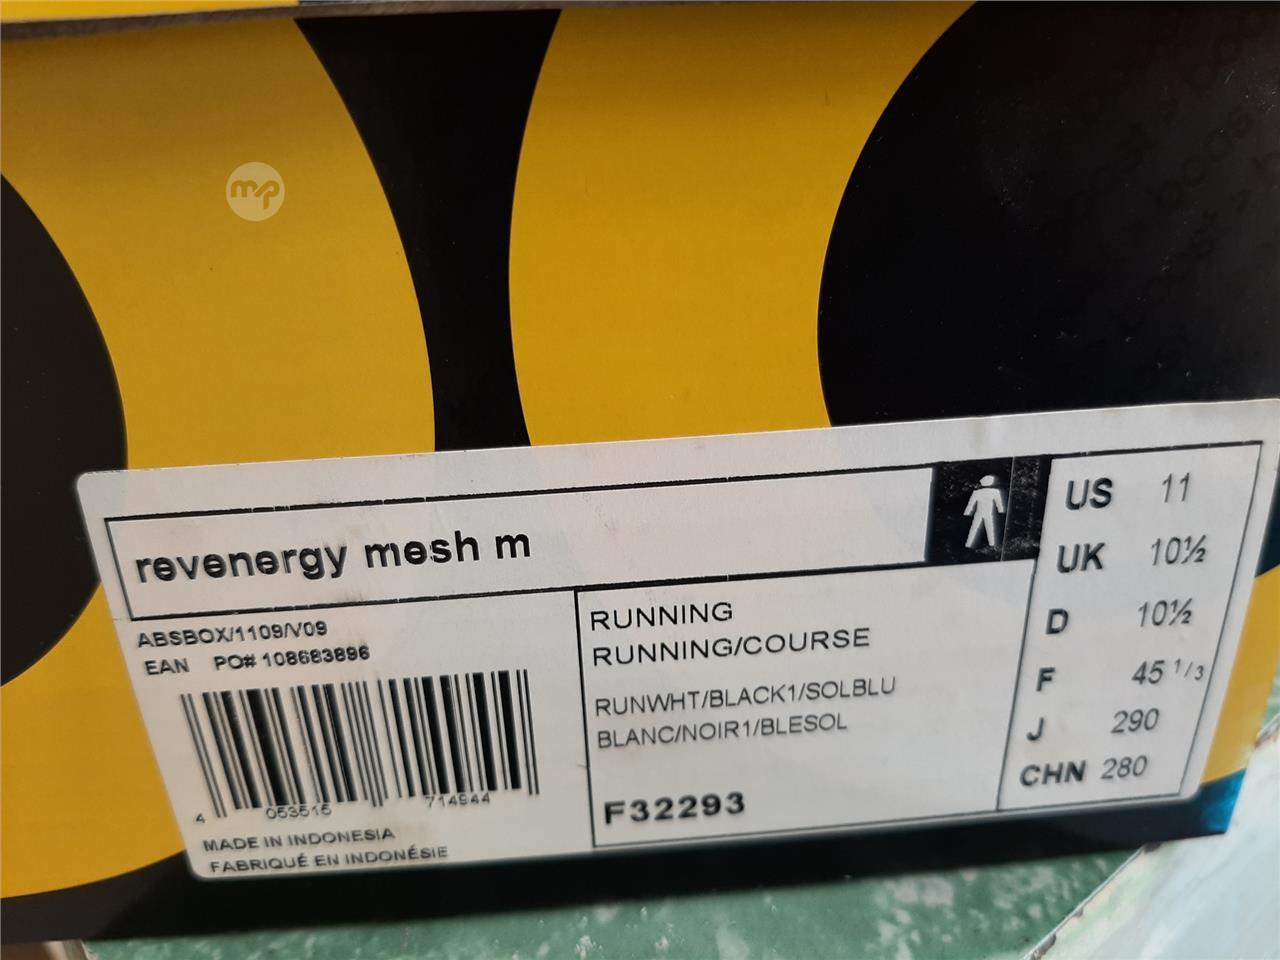 mp
revenergy mesh m
US 11
UK 10½
D 10½
F 45 1/3
J 290
CHN 280
ABSBOX/1109/V09
EAN PO# 108683896
4 053515 714944
MADE IN INDONESIA
FABRIQUÉ EN INDONÉSIE
RUNNING
RUNNING/COURSE
RUNWHT/BLACK1/SOLBLU
BLANC/NOIR1/BLESOL
F32293